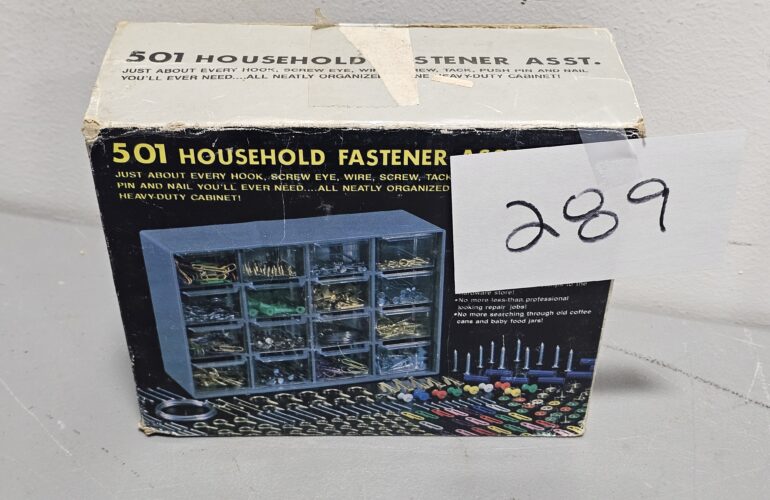 501 HOUSEHOLD STENER ASST.
JUST ABOUT EVERY HOOK, SCREW EYE, TACK, PUSH PIN AND NAIL
YOU'LL EVER NEED....ALL NEATLY ORGANIZED NE HEAVY-DUTY CABINET!
501 HOUSEHOLD FASTENER
JUST ABOUT EVERY HOOK, SCREW EYE, WIRE, SCREW, TACK
PIN AND NAIL YOU'LL EVER NEED....ALL NEATLY ORGANIZED
HEAVY-DUTY CABINET!
289
to the
hardware store!
•No more less-than professional
looking repair jobs!
•No more searching through old coffee
cans and baby food jars!